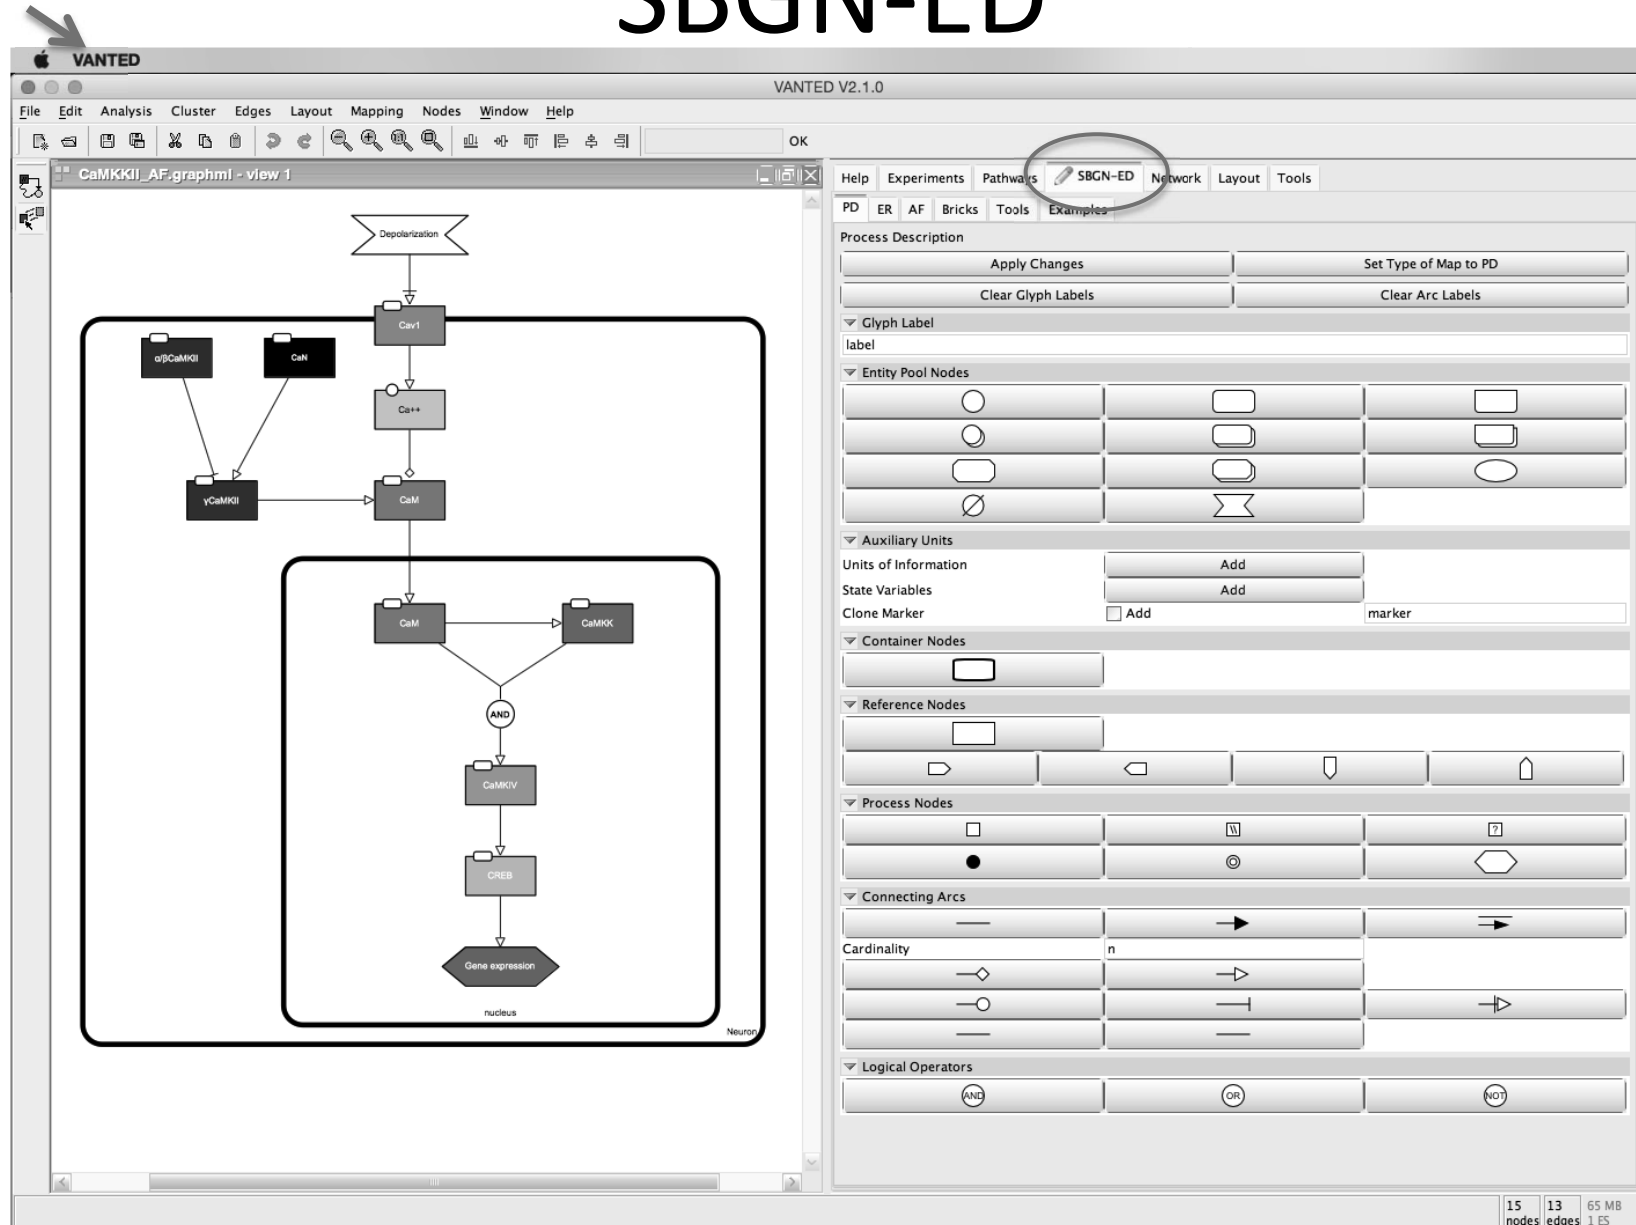 SBGN-ED
VANTED
VANTED V2.1.0
File Edit Analysis Cluster Edges Layout Mapping Nodes Window Help
OK
CaMKKII_AF.graphml - view 1
Depolarization
Cav1
α/βCaMKII
CaN
Ca++
γCaMKII
CaM
CaM
CaMKK
AND
CaMKIV
CREB
Gene expression
nucleus
Neuron
Help Experiments Pathways SBGN-ED Network Layout Tools
PD ER AF Bricks Tools Examples
Process Description
Apply Changes Set Type of Map to PD
Clear Glyph Labels Clear Arc Labels
Glyph Label
label
Entity Pool Nodes
Auxiliary Units
Units of Information Add
State Variables Add
Clone Marker Add marker
Container Nodes
Reference Nodes
Process Nodes
\\ ?
Connecting Arcs
Cardinality n
Logical Operators
AND OR NOT
15 13 65 MB
nodes edges 1 ES